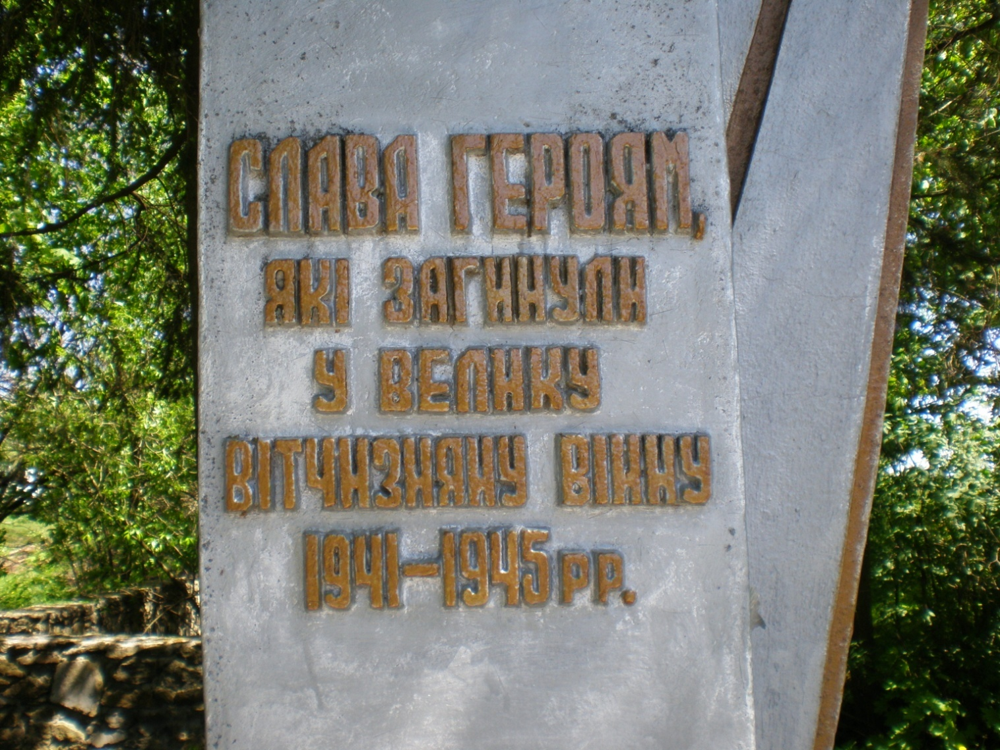 СЛАВА ГЕРОЯМ,
ЯКІ ЗАГИНУЛИ
У ВЕЛИКУ
ВІТЧИЗНЯНУ ВІЙНУ
1941-1945 РР.